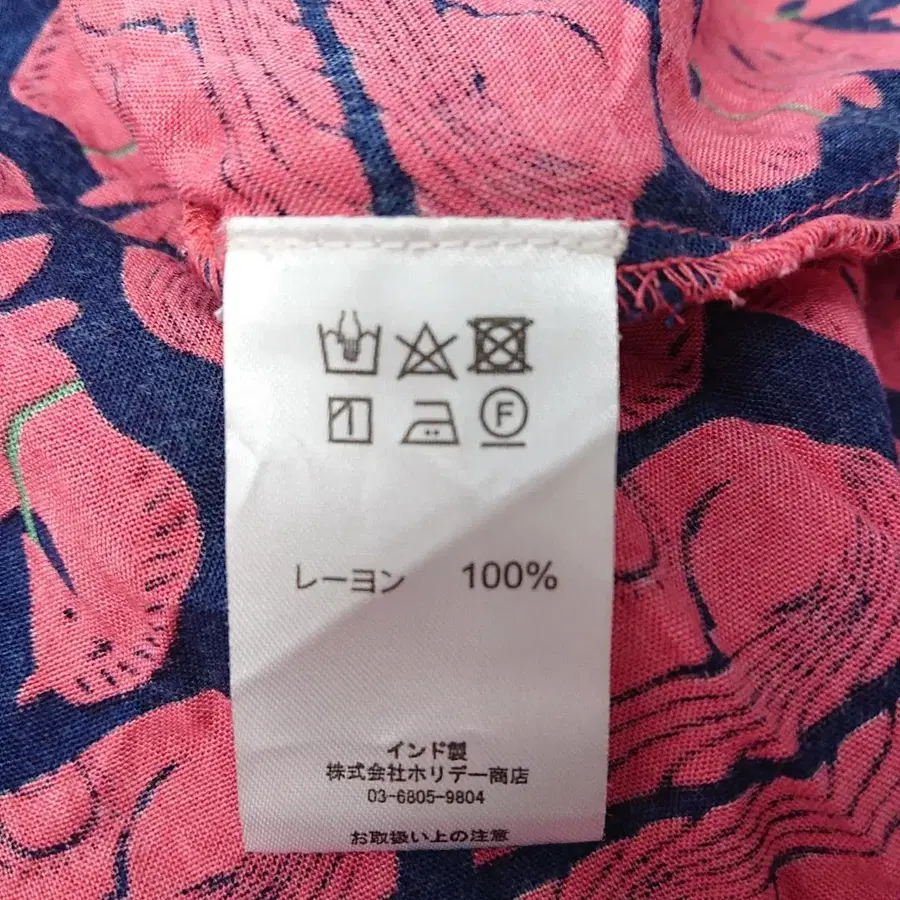 F
レーヨン 100%
インド製
株式会社ホリデー商店
03-6805-9804
お取扱い上の注意